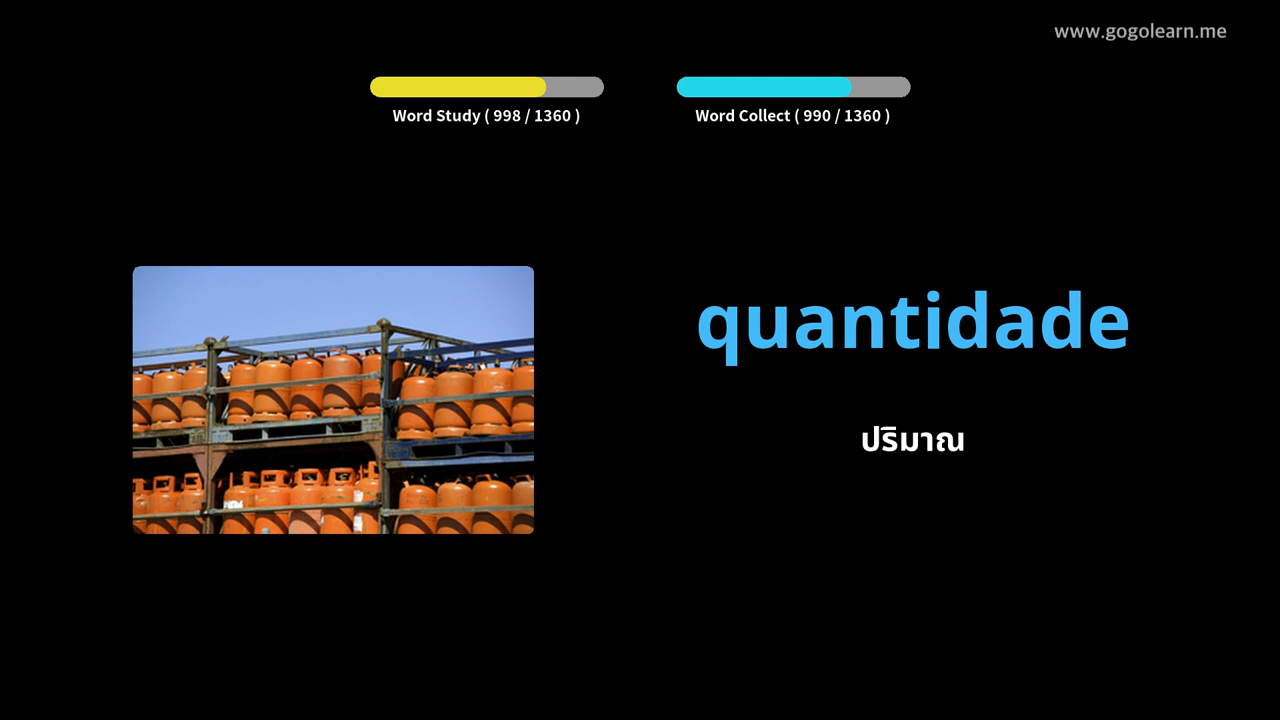 www.gogolearn.me
Word Study ( 998 / 1360 )
Word Collect ( 990 / 1360 )
quantidade
ปริมาณ